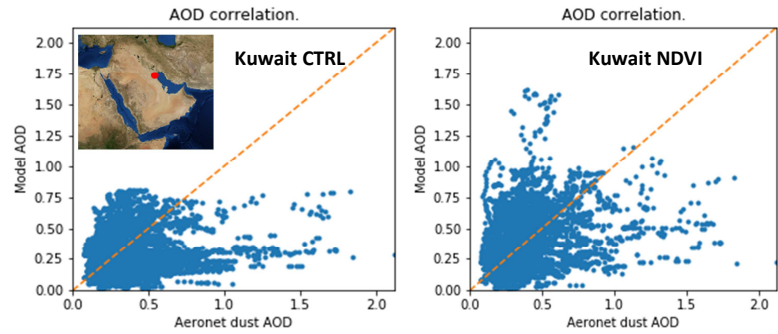 AOD correlation.
Kuwait CTRL
2.00
1.75
1.50
1.25
1.00
0.75
0.50
0.25
0.00
Model AOD
0.0 0.5 1.0 1.5 2.0
Aeronet dust AOD
AOD correlation.
Kuwait NDVI
2.00
1.75
1.50
1.25
1.00
0.75
0.50
0.25
0.00
Model AOD
0.0 0.5 1.0 1.5 2.0
Aeronet dust AOD